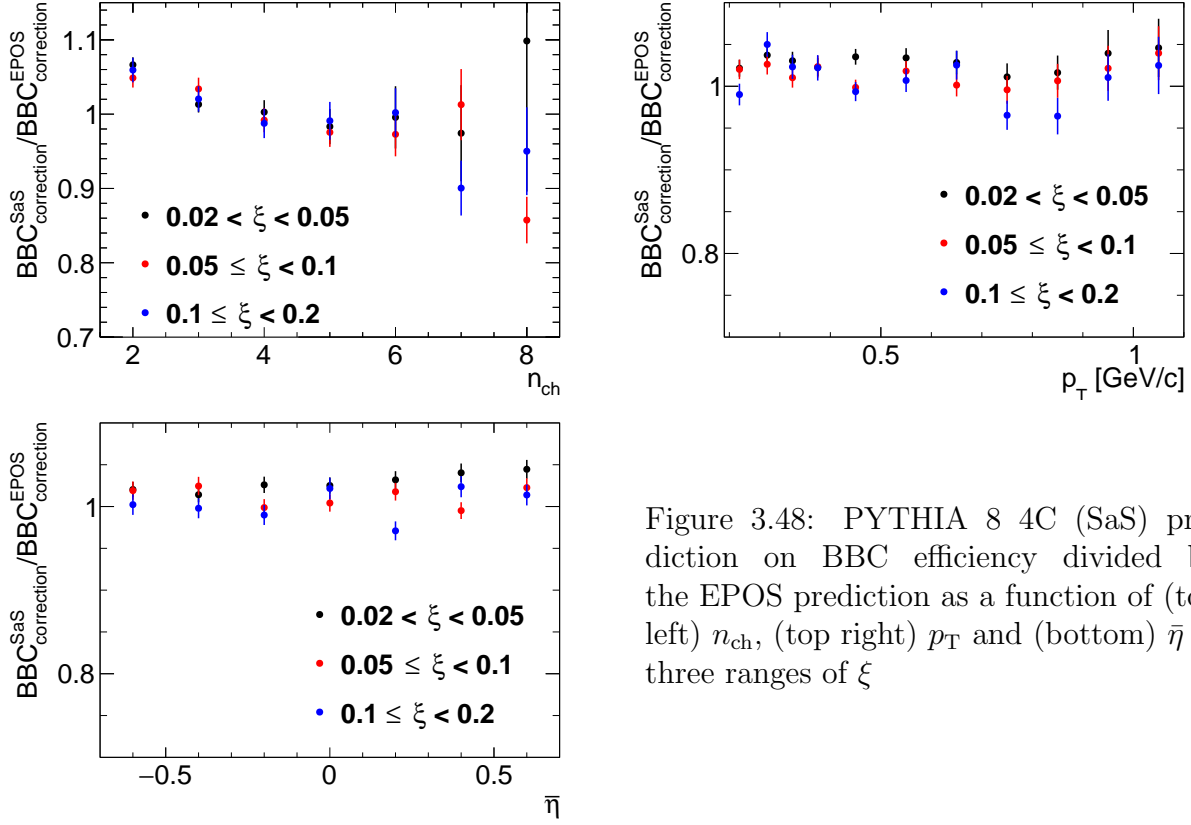 BBC^SaS_correction/BBC^EPOS_correction
1.1
1
0.9
0.8
0.7
0.02 < ξ < 0.05
0.05 ≤ ξ < 0.1
0.1 ≤ ξ < 0.2
2 4 6 8
n_ch
BBC^SaS_correction/BBC^EPOS_correction
1
0.8
0.02 < ξ < 0.05
0.05 ≤ ξ < 0.1
0.1 ≤ ξ < 0.2
0.5 1
p_T [GeV/c]
BBC^SaS_correction/BBC^EPOS_correction
1
0.8
0.02 < ξ < 0.05
0.05 ≤ ξ < 0.1
0.1 ≤ ξ < 0.2
−0.5 0 0.5
η̄
Figure 3.48: PYTHIA 8 4C (SaS) pr
diction on BBC efficiency divided
the EPOS prediction as a function of (to
left) n_ch, (top right) p_T and (bottom) η̄
three ranges of ξ